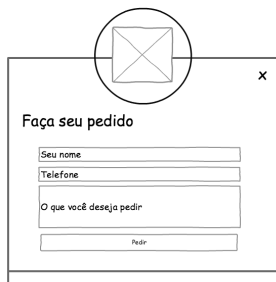 x
Faça seu pedido
Seu nome
Telefone
O que você deseja pedir
Pedir